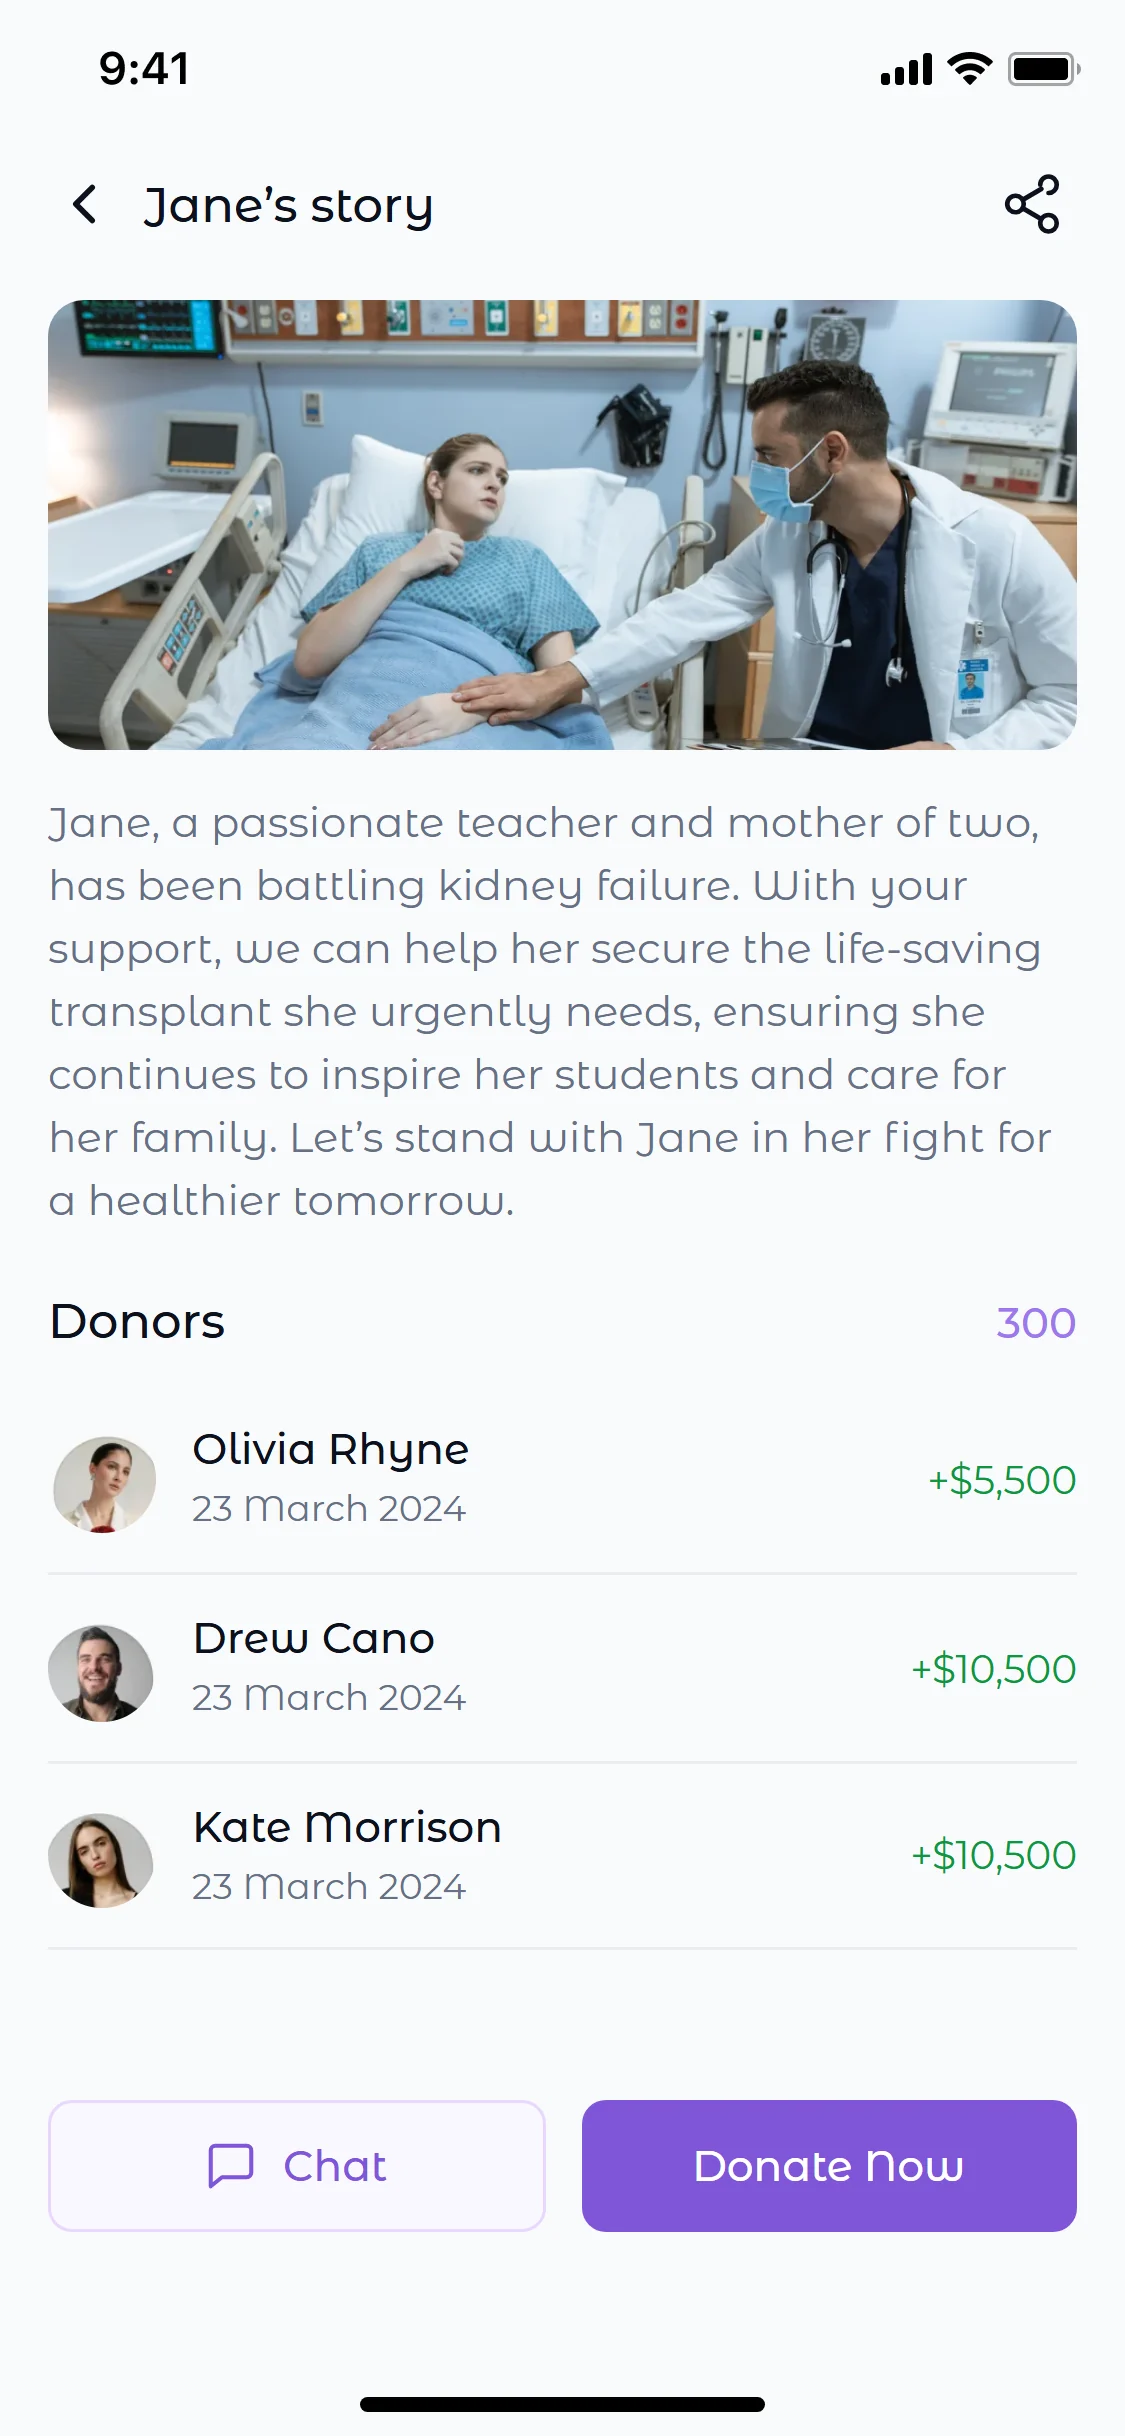 9:41
Jane’s story
PHILIPS
Jane, a passionate teacher and mother of two,
has been battling kidney failure. With your
support, we can help her secure the life-saving
transplant she urgently needs, ensuring she
continues to inspire her students and care for
her family. Let’s stand with Jane in her fight for
a healthier tomorrow.
Donors 300
Olivia Rhyne
23 March 2024
+$5,500
Drew Cano
23 March 2024
+$10,500
Kate Morrison
23 March 2024
+$10,500
Chat
Donate Now